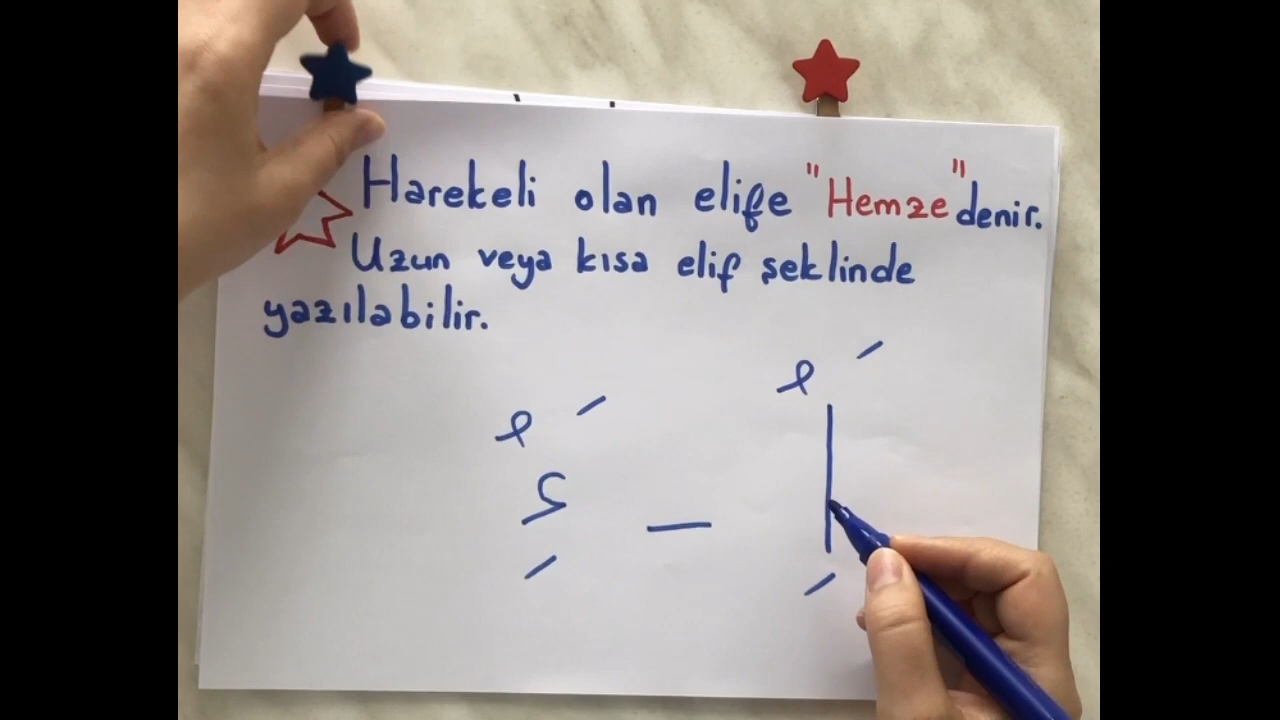 Harekeli olan elife "Hemze" denir.
Uzun veya kısa elif şeklinde
yazılabilir.
ءَُِ – اَُِ